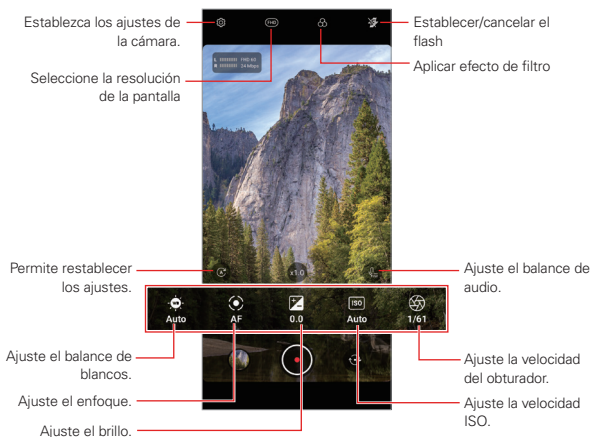 Establezca los ajustes de
la cámara.
Establecer/cancelar el
flash
Seleccione la resolución
de la pantalla
Aplicar efecto de filtro
FHD
L FHD 60
R 24 Mbps
Permite restablecer
los ajustes.
A
x1.0
Ajuste el balance de
audio.
WB
ISO
Auto
AF
0.0
Auto
1/61
Ajuste el balance de
blancos.
Ajuste la velocidad
del obturador.
Ajuste el enfoque.
Ajuste la velocidad
ISO.
Ajuste el brillo.